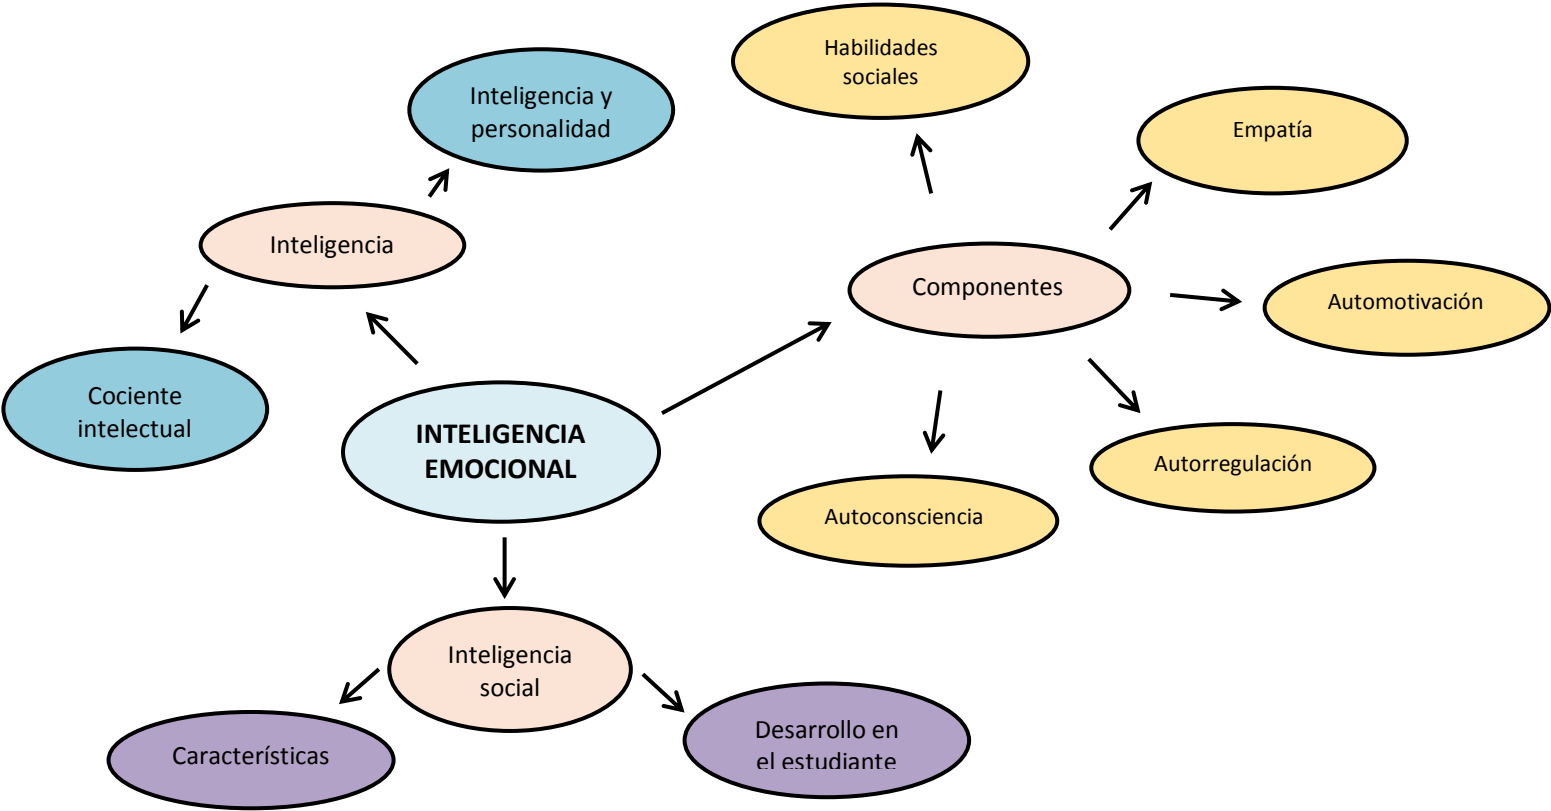 Habilidades
sociales
Inteligencia y
personalidad
Empatía
Inteligencia
Componentes
Automotivación
Cociente
intelectual
INTELIGENCIA
EMOCIONAL
Autorregulación
Autoconsciencia
Inteligencia
social
Desarrollo en
el estudiante
Características